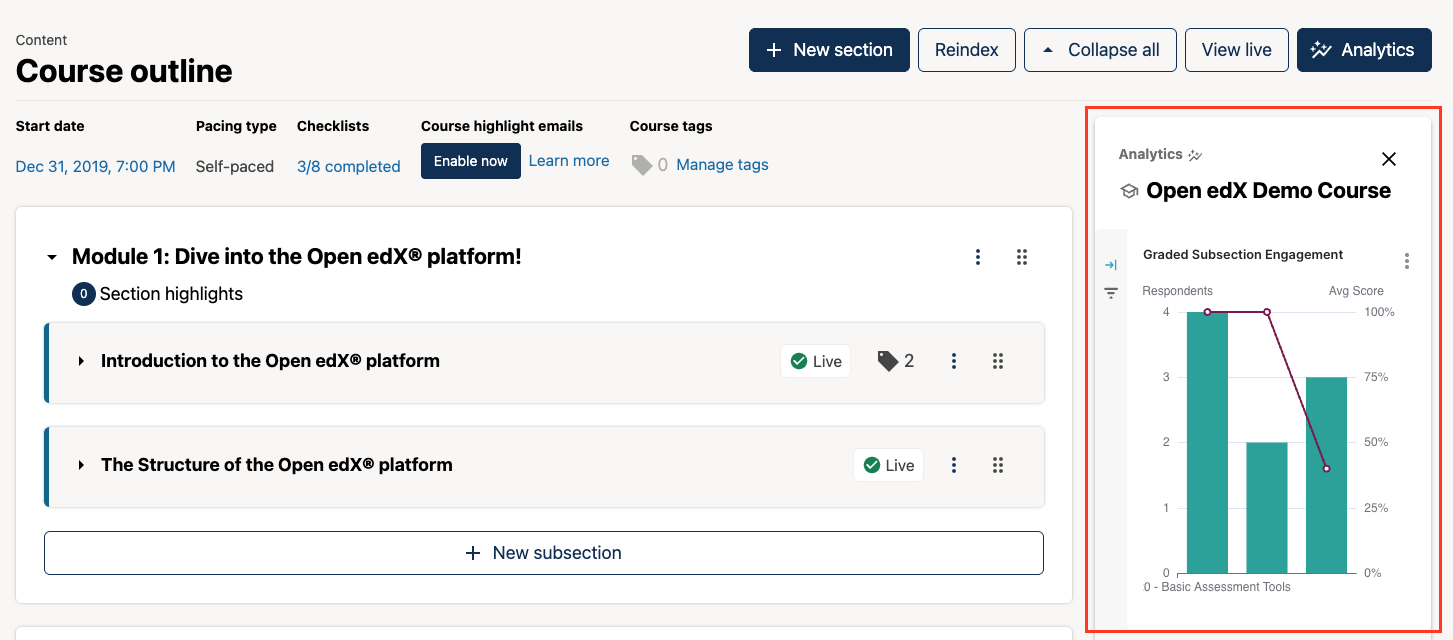 Content
Course outline
New section
Reindex
Collapse all
View live
Analytics
Start date
Dec 31, 2019, 7:00 PM
Pacing type
Self-paced
Checklists
3/8 completed
Course highlight emails
Enable now
Learn more
Course tags
0
Manage tags
Module 1: Dive into the Open edX® platform!
0 Section highlights
Introduction to the Open edX® platform
Live
2
The Structure of the Open edX® platform
Live
New subsection
Analytics
Open edX Demo Course
Graded Subsection Engagement
Respondents Avg Score
4 100%
3 75%
2 50%
1 25%
0 0%
0 - Basic Assessment Tools